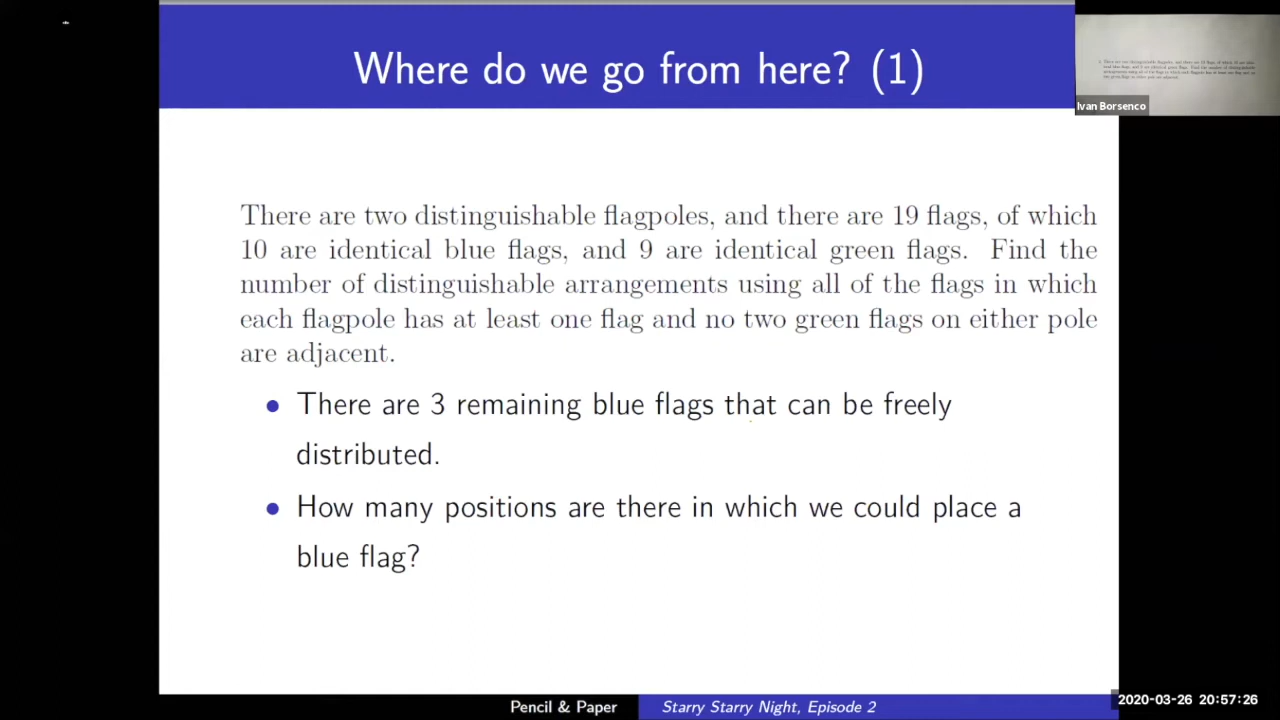 Where do we go from here? (1)
Ivan Borsenco
There are two distinguishable flagpoles, and there are 19 flags, of which
10 are identical blue flags, and 9 are identical green flags. Find the
number of distinguishable arrangements using all of the flags in which
each flagpole has at least one flag and no two green flags on either pole
are adjacent.
• There are 3 remaining blue flags that can be freely
distributed.
• How many positions are there in which we could place a
blue flag?
Pencil & Paper
Starry Starry Night, Episode 2
2020-03-26 20:57:26